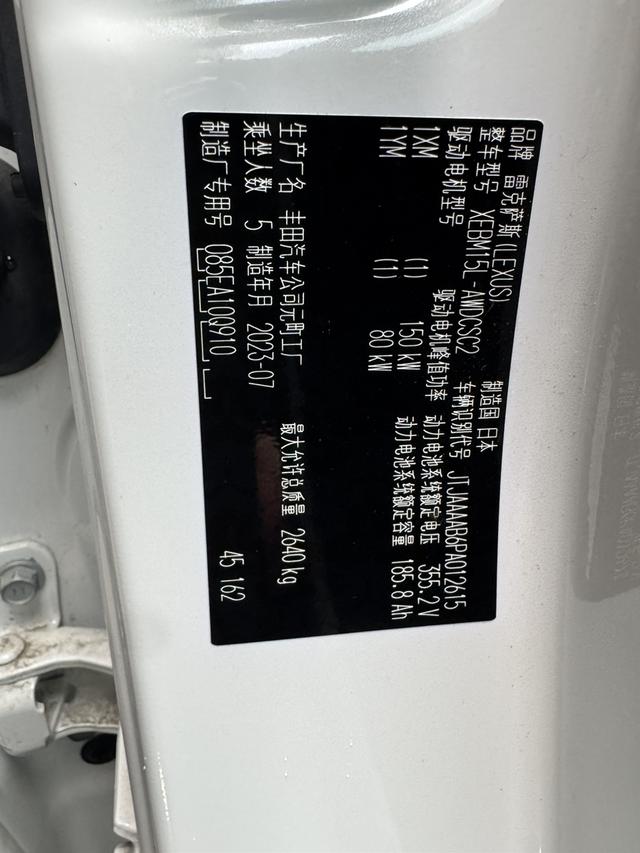 品牌 雷克萨斯(LEXUS) 制造国 日本
整车型号 XEBM15L-AWDCSC2 车辆识别代号 JTJAAAAB6PA012615
驱动电机型号 驱动电机峰值功率 动力电池系统额定电压 355.2V
1XM (1) 150 kW 动力电池系统额定容量 185.8 Ah
1YM (1) 80 kW
生产厂名 丰田汽车公司元町工厂 最大允许总质量 2640 kg
乘坐人数 5 制造年月 2023-07
制造厂专用号 085EA10Q910 45 162